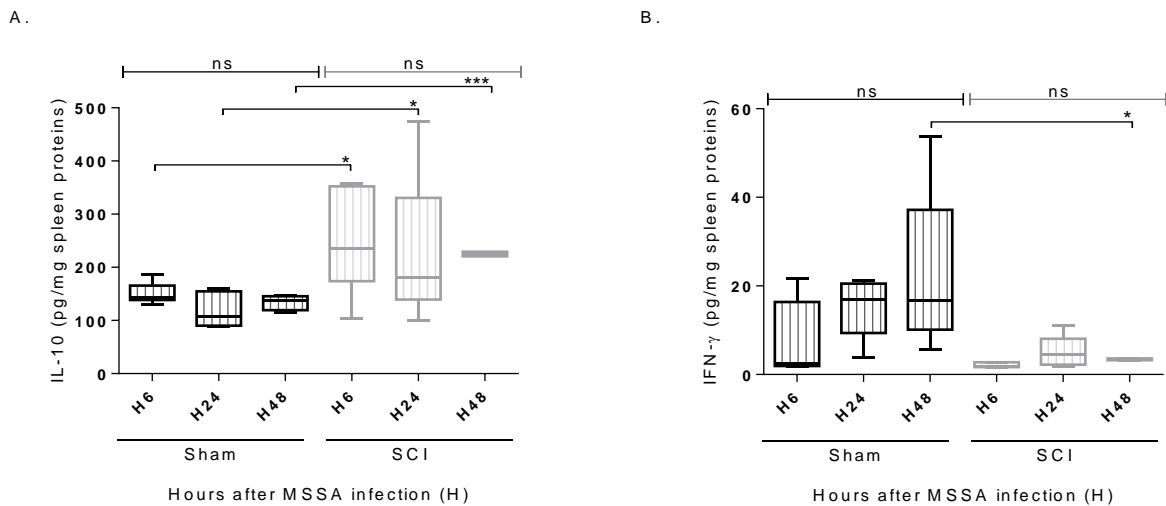 A.
ns
ns
***
*
*
IL-10 (pg/mg spleen proteins)
500
400
300
200
100
0
H6
H24
H48
H6
H24
H48
Sham
SCI
Hours after MSSA infection (H)
B.
ns
ns
*
IFN-γ (pg/mg spleen proteins)
60
40
20
0
H6
H24
H48
H6
H24
H48
Sham
SCI
Hours after MSSA infection (H)